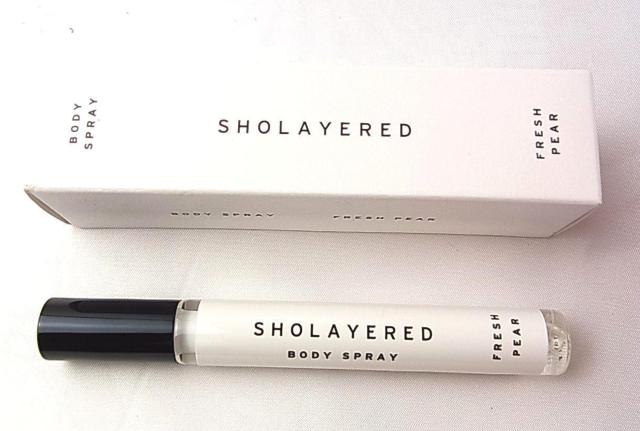 BODY
SPRAY
SHOLAYERED
FRESH
PEAR
BODY SPRAY
FRESH PEAR
SHOLAYERED
BODY SPRAY
FRESH
PEAR